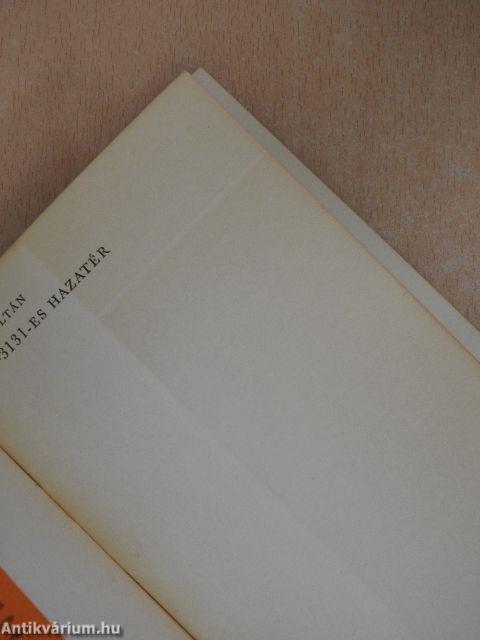 LTÁN
3131-ES HAZATÉR
Antikvárium.hu